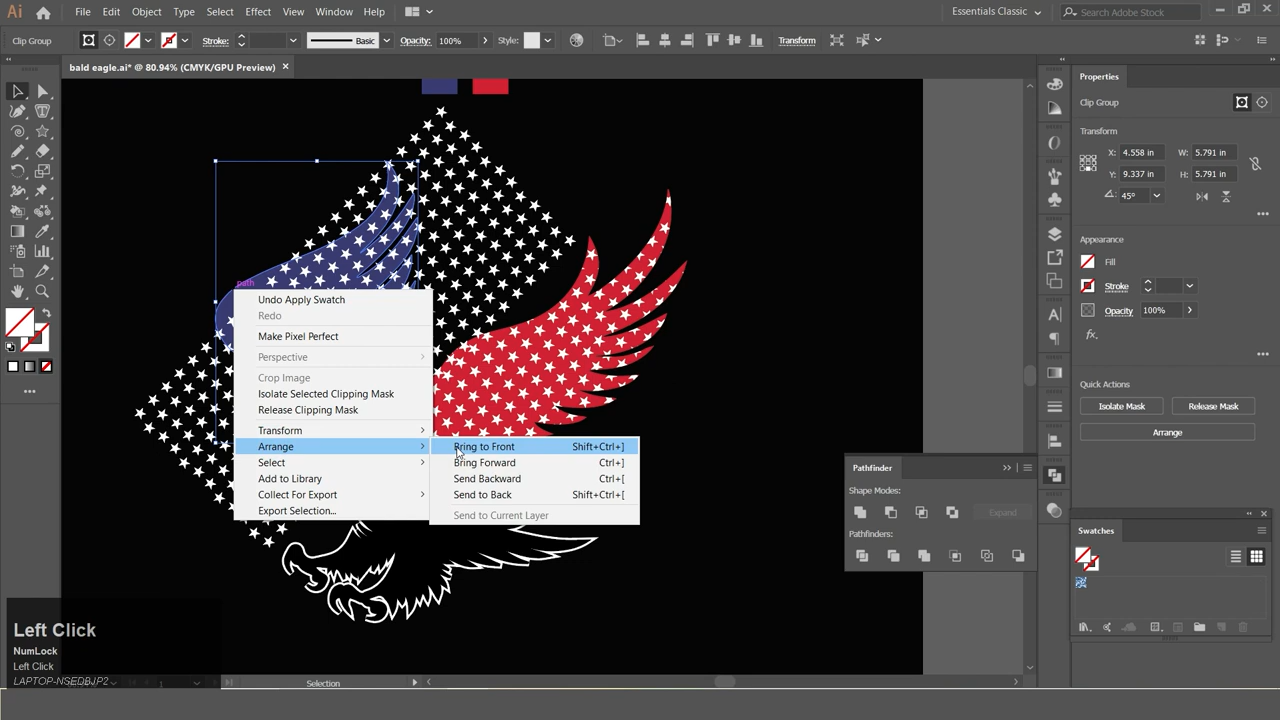 Ai File Edit Object Type Select Effect View Window Help
Essentials Classic
Search Adobe Stock
Clip Group
Stroke:
Basic
Opacity: 100%
Style:
Transform
bald eagle.ai* @ 80.94% (CMYK/GPU Preview)
path
Undo Apply Swatch
Redo
Make Pixel Perfect
Perspective
Crop Image
Isolate Selected Clipping Mask
Release Clipping Mask
Transform
Arrange
Select
Add to Library
Collect For Export
Export Selection...
Bring to Front Shift+Ctrl+]
Bring Forward Ctrl+]
Send Backward Ctrl+[
Send to Back Shift+Ctrl+[
Send to Current Layer
Properties
Clip Group
Transform
X: 4.558 in W: 5.791 in
Y: 9.337 in H: 5.791 in
45°
Appearance
Fill
Stroke
Opacity 100%
fx.
Quick Actions
Isolate Mask Release Mask
Arrange
Pathfinder
Shape Modes:
Expand
Pathfinders:
Swatches
Left Click
NumLock
Left Click
LAPTOP-NSEDBJP2
1
Selection